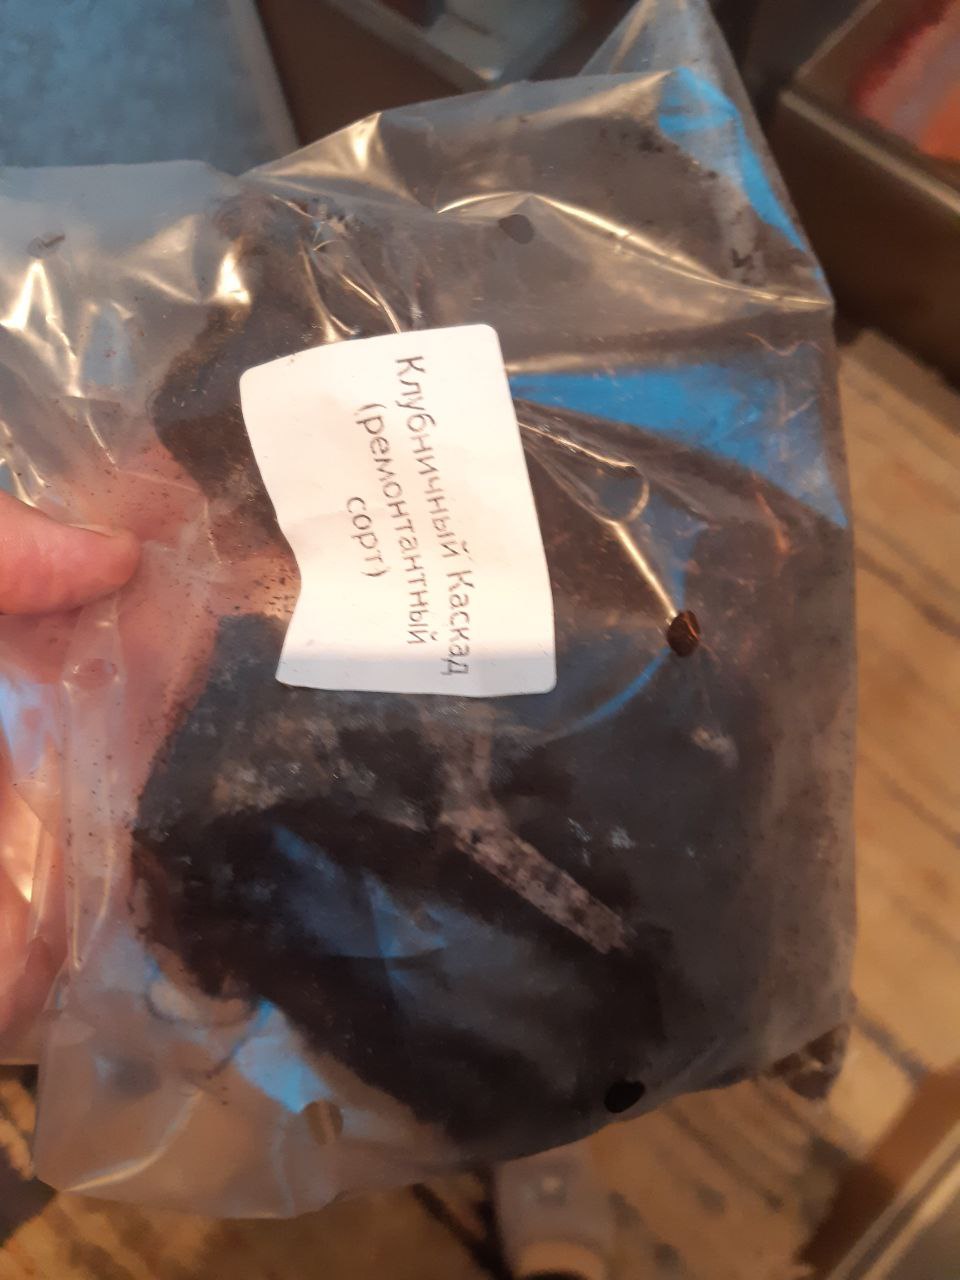 Клубничный Каскад
(ремонтантный
сорт)